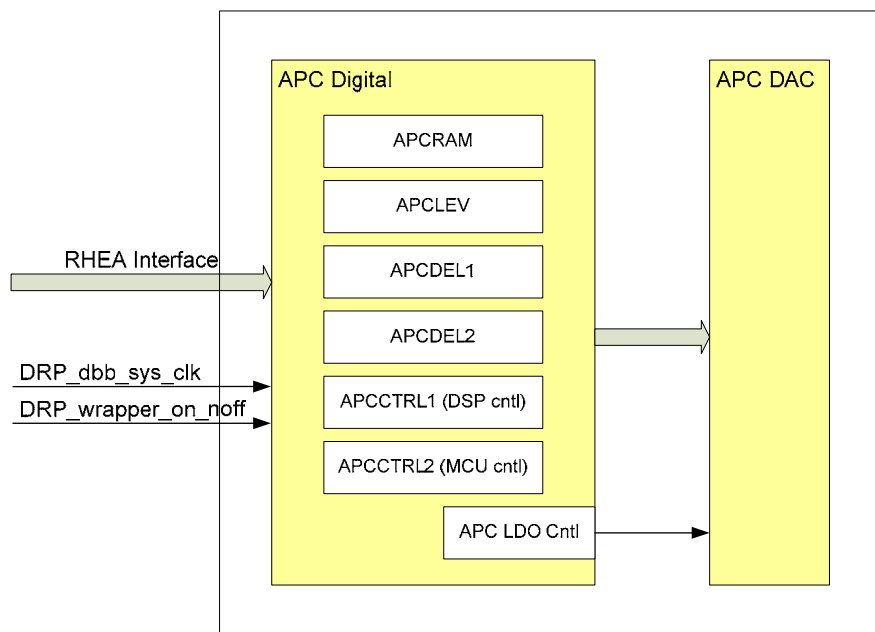 APC Digital
APC DAC
APCRAM
APCLEV
RHEA Interface
APCDEL1
APCDEL2
DRP_dbb_sys_clk
APCCTRL1 (DSP cntl)
DRP_wrapper_on_noff
APCCTRL2 (MCU cntl)
APC LDO Cntl